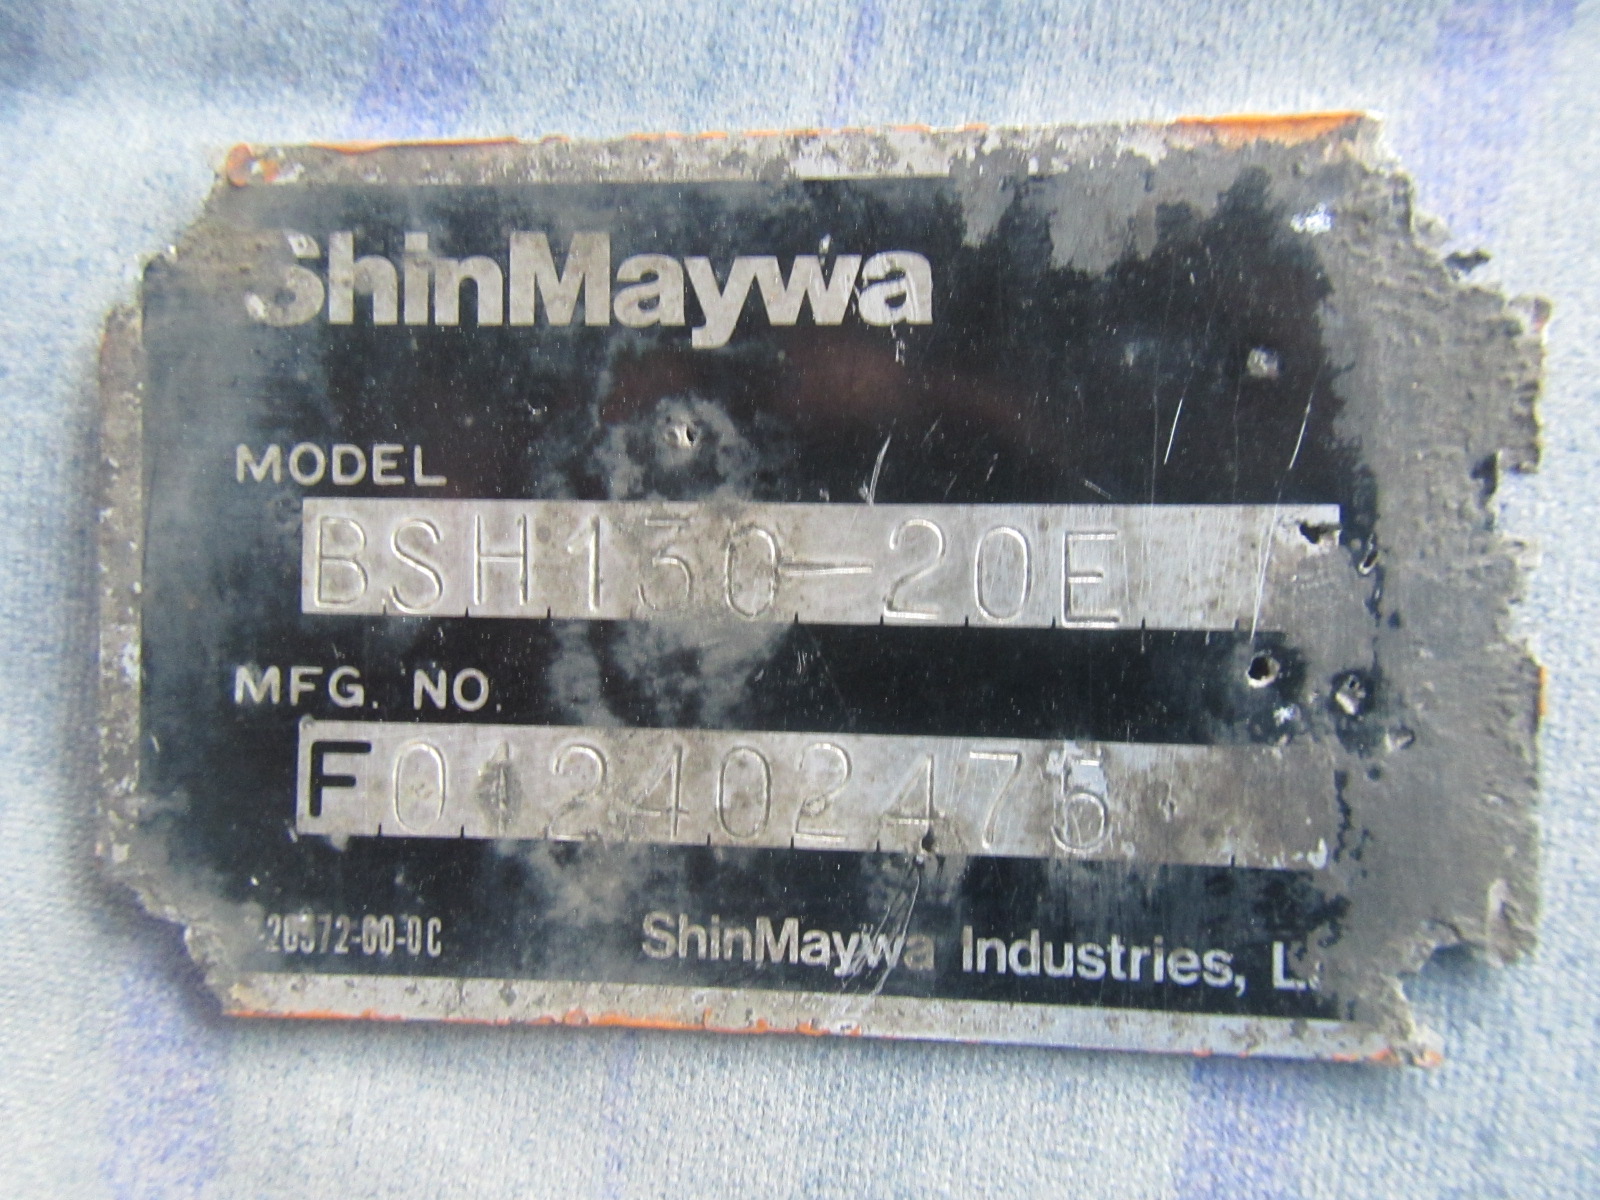 ShinMaywa
MODEL
BSH130-20E
MFG. NO.
F012402475
-20372-00-0C
ShinMaywa Industries, L